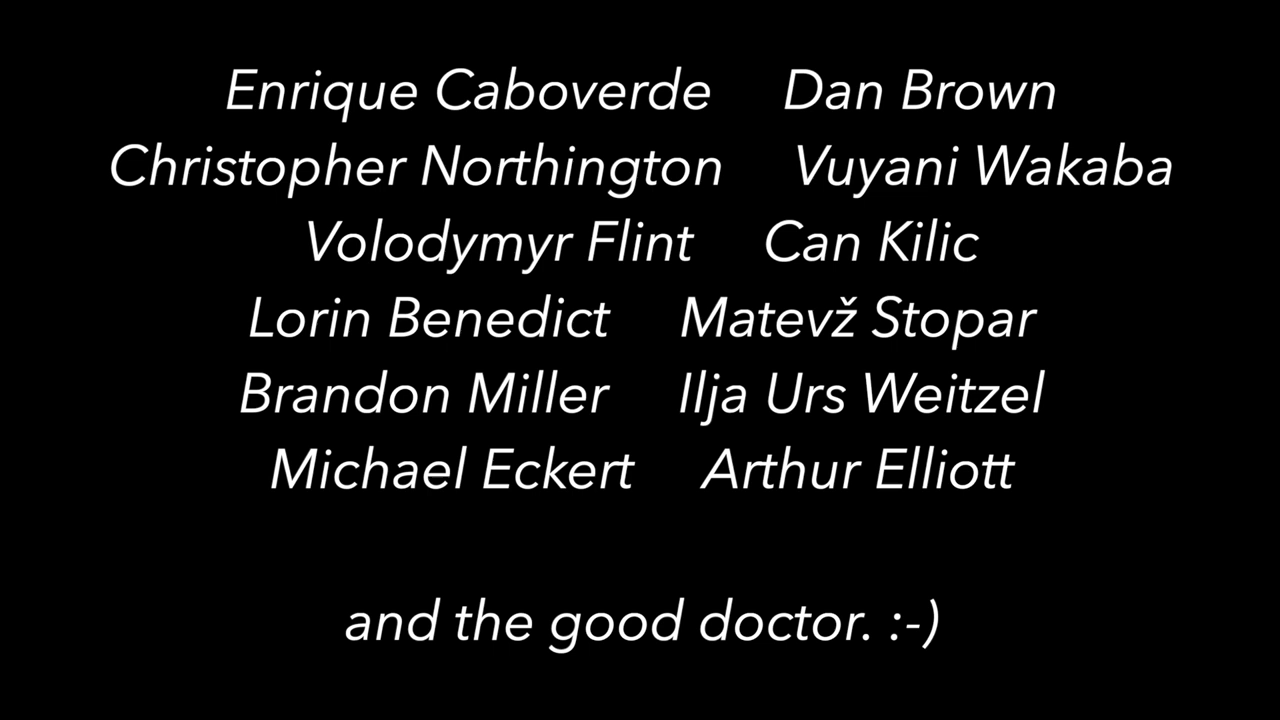 Enrique Caboverde Dan Brown
Christopher Northington Vuyani Wakaba
Volodymyr Flint Can Kilic
Lorin Benedict Matevž Stopar
Brandon Miller Ilja Urs Weitzel
Michael Eckert Arthur Elliott
and the good doctor. :-)